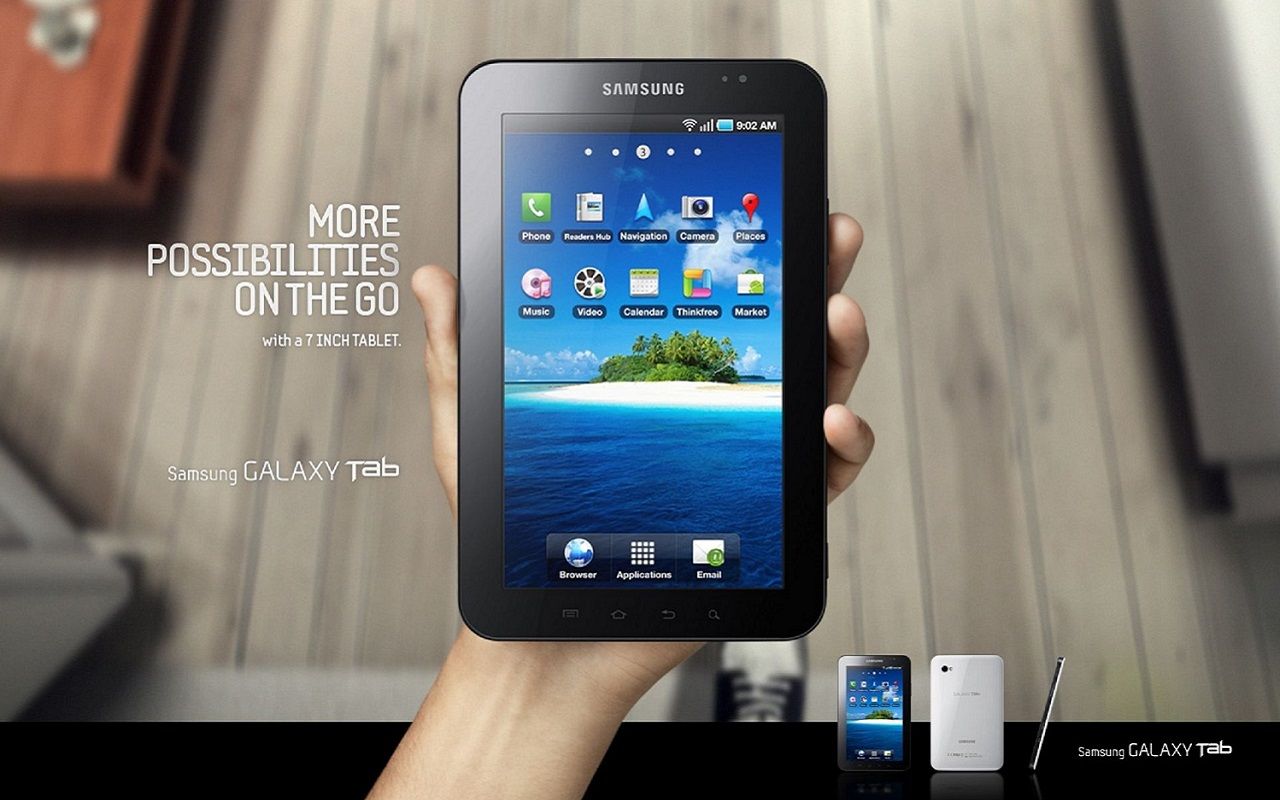 SAMSUNG
9:02 AM
3
Phone Readers Hub Navigation Camera Places
Music Video Calendar Thinkfree Market
Browser Applications Email
MORE
POSSIBILITIES
ON THE GO
with a 7 INCH TABLET.
Samsung GALAXY Tab
Samsung GALAXY Tab